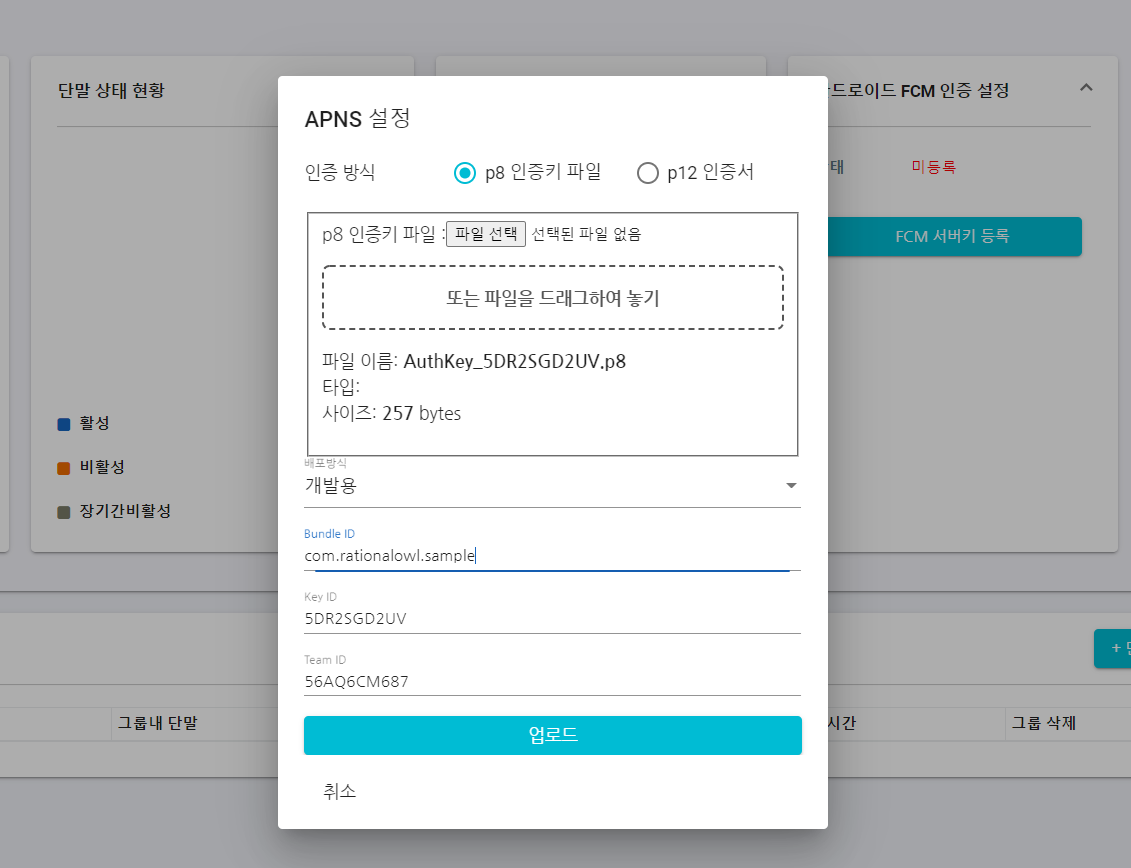 단말 상태 현황
드로이드 FCM 인증 설정
미등록
FCM 서버키 등록
활성
비활성
장기간비활성
APNS 설정
인증 방식
p8 인증키 파일
p12 인증서
p8 인증키 파일 :
파일 선택
선택된 파일 없음
또는 파일을 드래그하여 놓기
파일 이름: AuthKey_5DR2SGD2UV.p8
타입:
사이즈: 257 bytes
배포방식
개발용
Bundle ID
com.rationalowl.sample
Key ID
5DR2SGD2UV
Team ID
56AQ6CM687
업로드
취소
그룹내 단말
시간
그룹 삭제